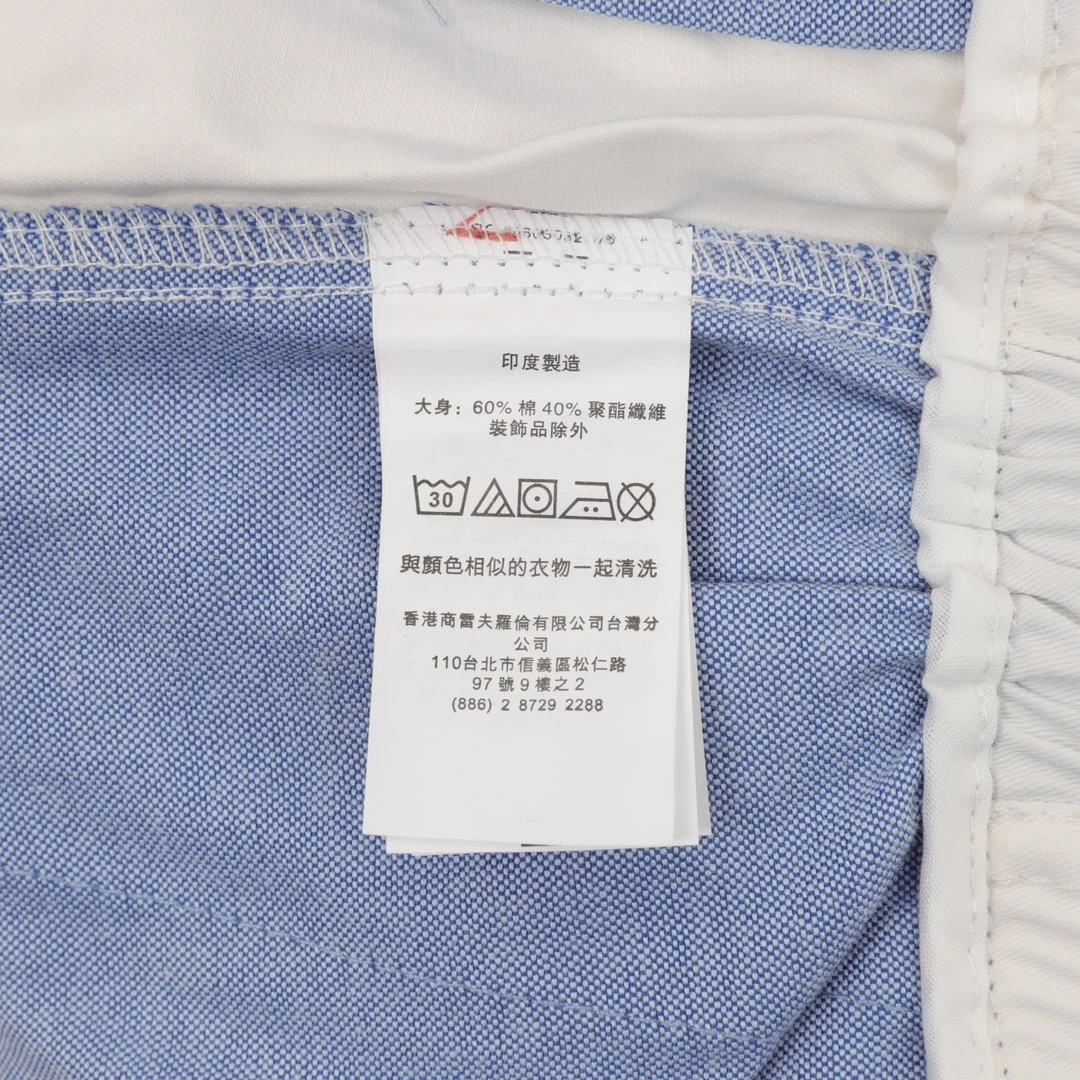 印度製造
大身: 60% 棉 40% 聚酯纖維
裝飾品除外
30
與顏色相似的衣物一起清洗
香港商雷夫羅倫有限公司台灣分
公司
110台北市信義區松仁路
97 號 9 樓之 2
(886) 2 8729 2288